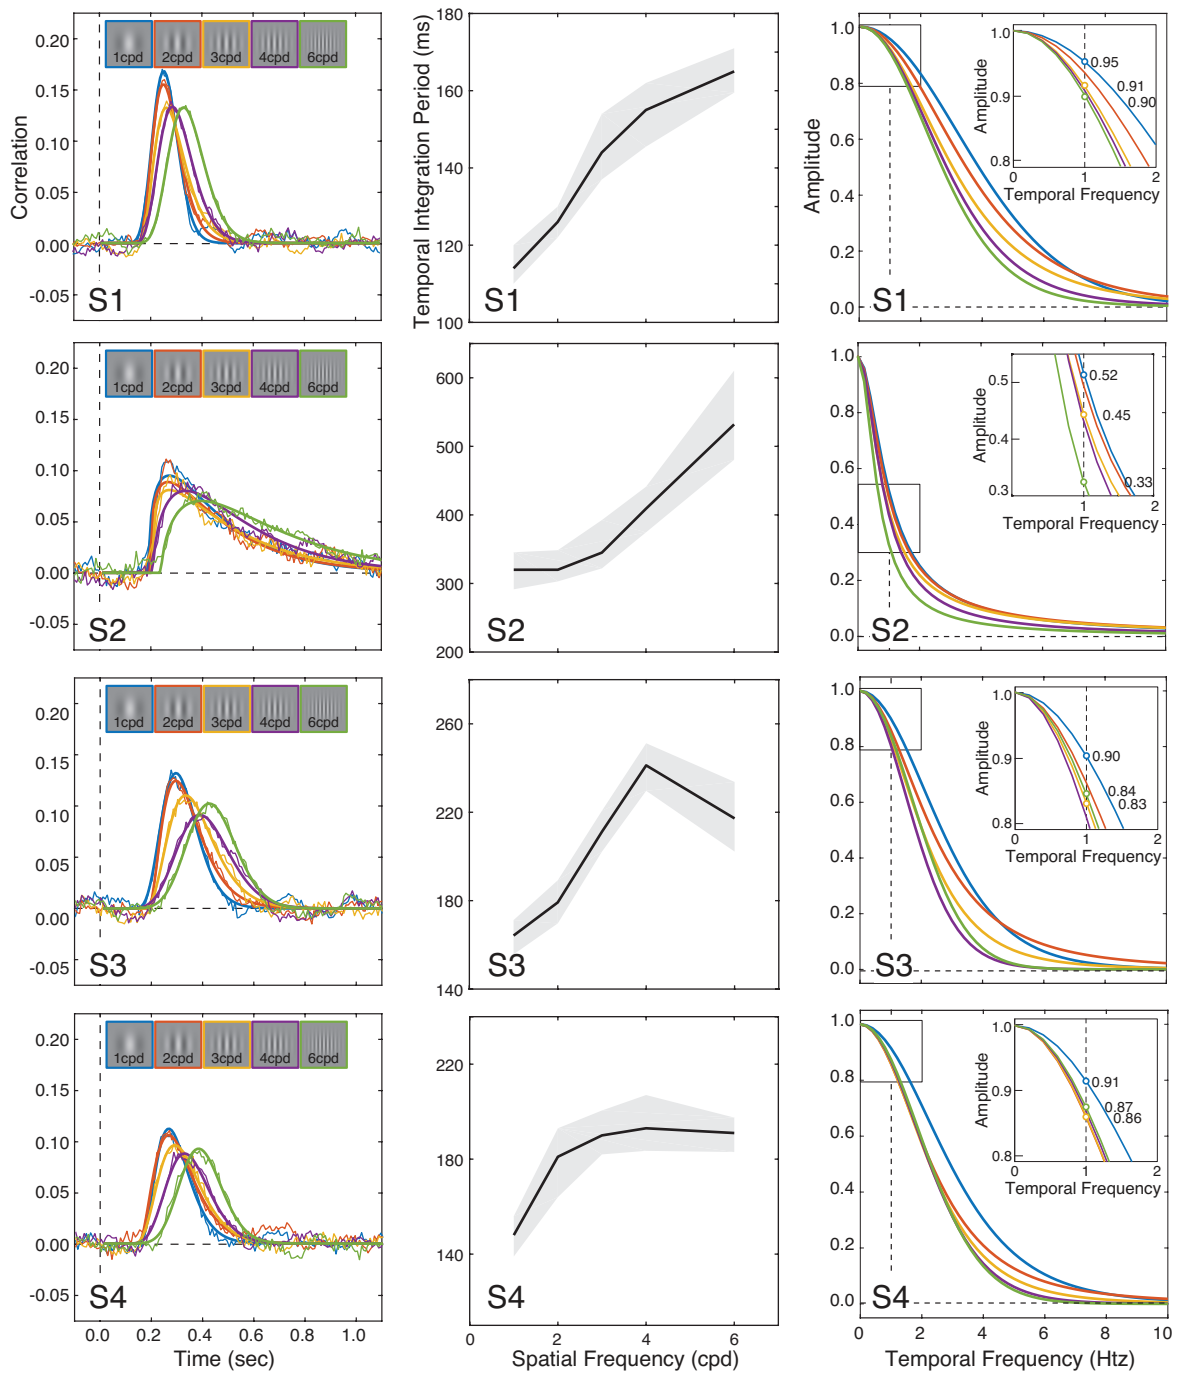 0.20
0.15
0.10
0.05
0.00
-0.05
Correlation
1cpd 2cpd 3cpd 4cpd 6cpd
S1
180
160
140
120
100
Temporal Integration Period (ms)
S1
1.0
0.8
0.6
0.4
0.2
0.0
Amplitude
S1
1.0
0.9
0.8
Amplitude
0.95
0.91
0.90
0 1 2
Temporal Frequency
0 2 4 6 8 10
0.20
0.15
0.10
0.05
0.00
-0.05
1cpd 2cpd 3cpd 4cpd 6cpd
S2
600
500
400
300
200
S2
1.0
0.8
0.6
0.4
0.2
0.0
S2
0.5
0.4
0.3
Amplitude
0.52
0.45
0.33
0 1 2
Temporal Frequency
0.20
0.15
0.10
0.05
0.00
-0.05
1cpd 2cpd 3cpd 4cpd 6cpd
S3
260
220
180
140
S3
1.0
0.8
0.6
0.4
0.2
0.0
S3
1.0
0.9
0.8
Amplitude
0.90
0.84
0.83
0 1 2
Temporal Frequency
0.20
0.15
0.10
0.05
0.00
-0.05
1cpd 2cpd 3cpd 4cpd 6cpd
S4
0.0 0.2 0.4 0.6 0.8 1.0
Time (sec)
220
180
140
S4
0 2 4 6
Spatial Frequency (cpd)
1.0
0.8
0.6
0.4
0.2
0.0
S4
1.0
0.9
0.8
Amplitude
0.91
0.87
0.86
0 1 2
Temporal Frequency
0 2 4 6 8 10
Temporal Frequency (Htz)